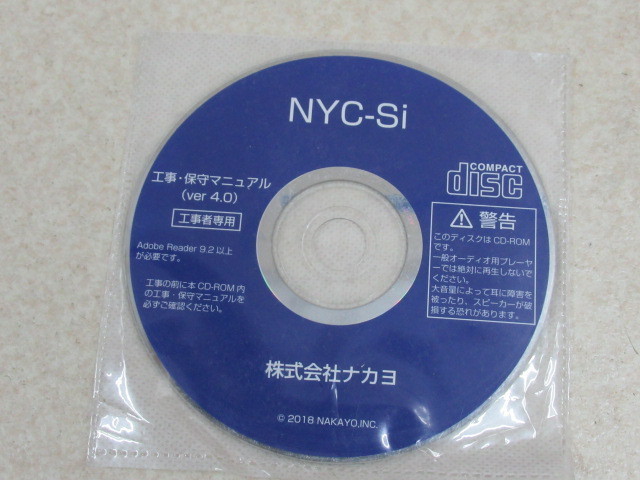 NYC-Si
工事・保守マニュアル
(ver 4.0)
工事者専用
Adobe Reader 9.2 以上
が必要です。
工事の前に本 CD-ROM 内
の工事・保守マニュアルを
必ずご確認ください。
COMPACT
disc
警告
このディスクは CD-ROM
です。
一般オーディオ用プレーヤ
ーでは絶対に再生しないで
ください。
大音量によって耳に障害を
被ったり、スピーカーが破
損する恐れがあります。
株式会社ナカヨ
© 2018 NAKAYO,INC.